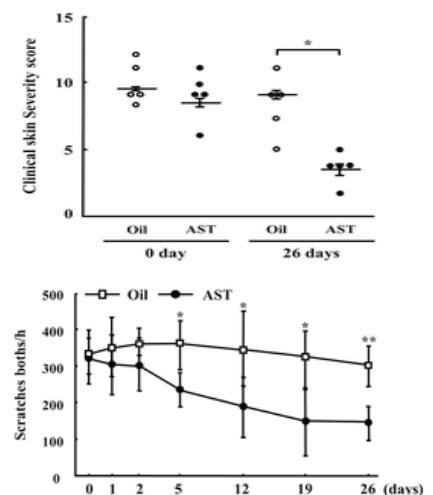 15
*
10
5
0
Clinical skin Severity score
Oil AST Oil AST
0 day 26 days
500
Oil AST
400
* * * **
300
200
100
0
Scratches boths/h
0 1 2 5 12 19 26 (days)